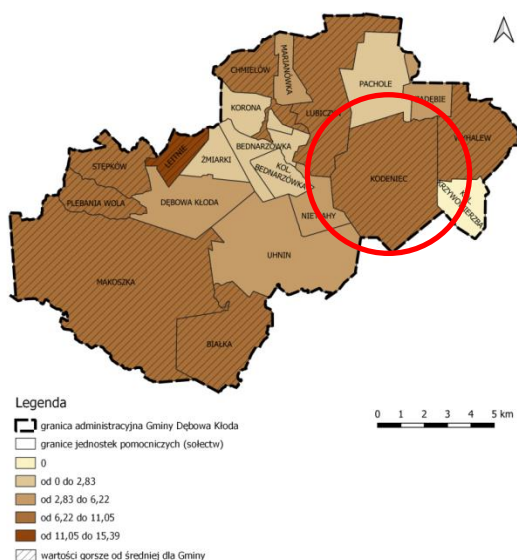 MARIANÓWKA
CHMIELÓW
PACHOLE
KORONA
LUBICZYN
ZADĘBIE
WYHALEW
BEDNARZÓWKA
STĘPKÓW
LEITNIE
ŻMIARKI
KOL.
BEDNARZÓWKA
KODENIEC
KOL.
KRZYWOWIERZBA
PLEBANIA WOLA
DĘBOWA KŁODA
NIETIAHY
UHNIN
MAKOSZKA
BIAŁKA
Legenda
granica administracyjna Gminy Dębowa Kłoda
granice jednostek pomocniczych (sołectw)
0
od 0 do 2,83
od 2,83 do 6,22
od 6,22 do 11,05
od 11,05 do 15,39
wartości gorsze od średniej dla Gminy
0 1 2 3 4 5 km